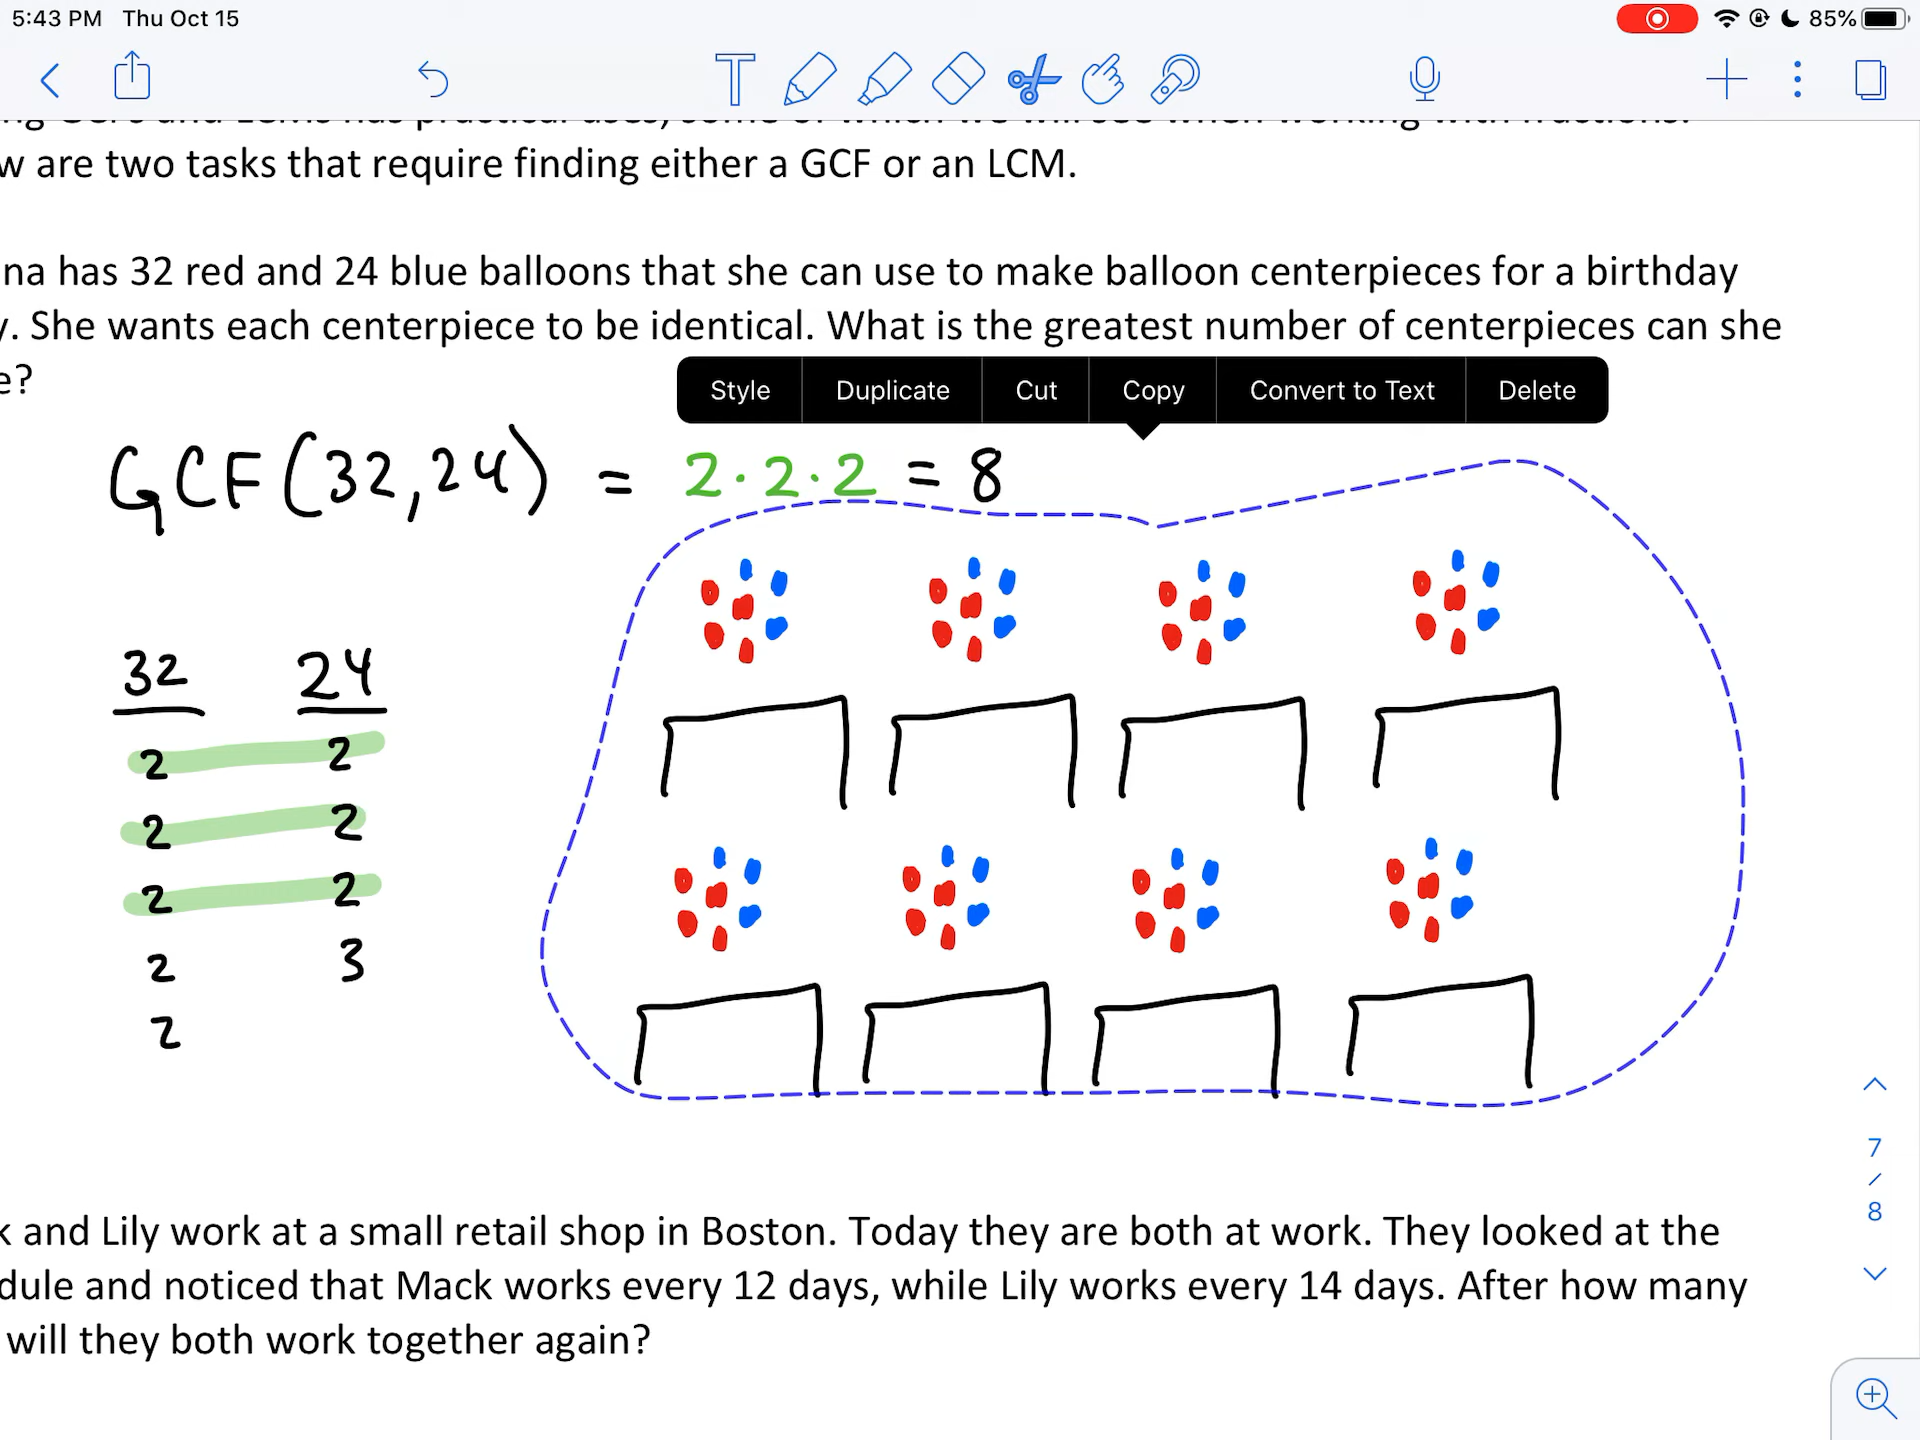 5:43 PM Thu Oct 15 85%
w are two tasks that require finding either a GCF or an LCM.
na has 32 red and 24 blue balloons that she can use to make balloon centerpieces for a birthday
y. She wants each centerpiece to be identical. What is the greatest number of centerpieces can she
e?
Style Duplicate Cut Copy Convert to Text Delete
GCF(32,24) = 2·2·2 = 8
32 24
2 2
2 2
2 2
2 3
2
7
/
8
k and Lily work at a small retail shop in Boston. Today they are both at work. They looked at the
dule and noticed that Mack works every 12 days, while Lily works every 14 days. After how many
will they both work together again?